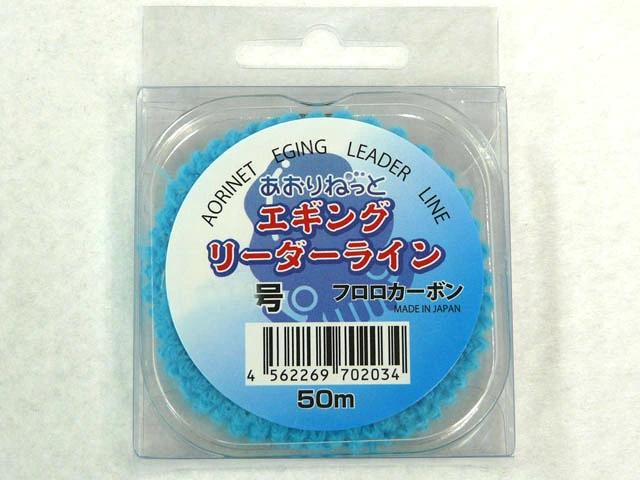 AORINET EGING LEADER LINE
あおりねっと
エギング
リーダーライン
号 フロロカーボン
MADE IN JAPAN
4 562269 702034
50m